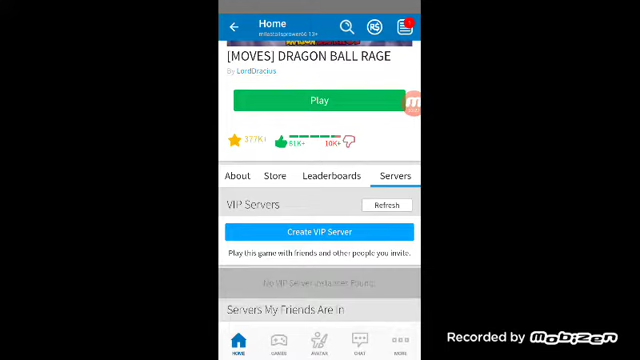 Home
[MOVES] DRAGON BALL RAGE
By LordDracius
Play
377K+
61K+
10K+
About Store Leaderboards Servers
VIP Servers
Refresh
Create VIP Server
Play this game with friends and other people you invite.
No VIP Server Instances Found.
Servers My Friends Are In
HOME GAMES AVATAR CHAT MORE
Recorded by Mobizen